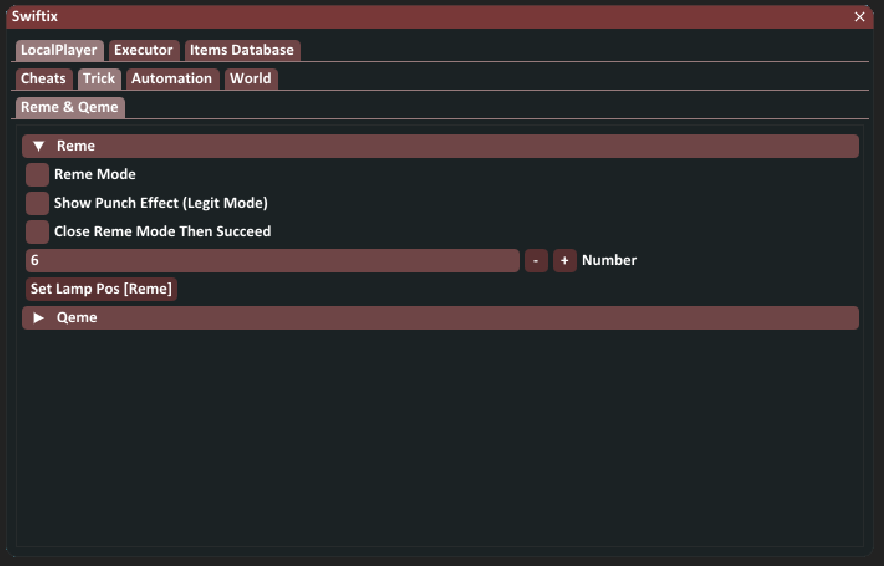 Swiftix
LocalPlayer Executor Items Database
Cheats Trick Automation World
Reme & Qeme
Reme
Reme Mode
Show Punch Effect (Legit Mode)
Close Reme Mode Then Succeed
6 - + Number
Set Lamp Pos [Reme]
Qeme